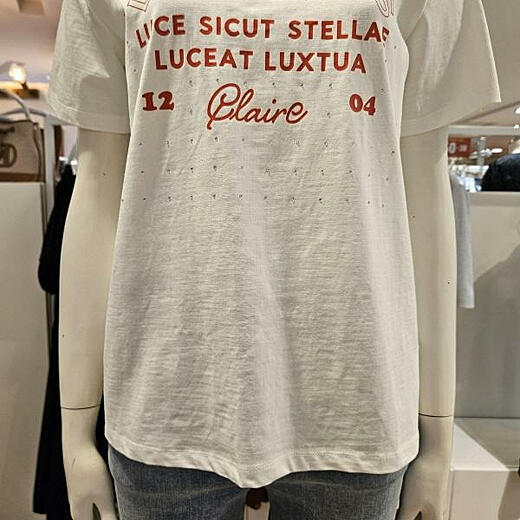 LUCE SICUT STELLAE
LUCEAT LUXTUA
12 Claire 04